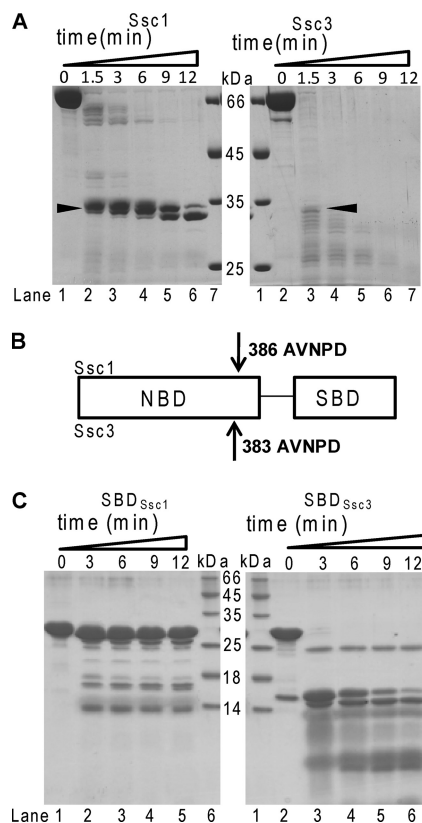 A
Ssc1 Ssc3
time(min) time(min)
0 1.5 3 6 9 12 kDa 0 1.5 3 6 9 12
66
45
35
25
Lane 1 2 3 4 5 6 7 1 2 3 4 5 6 7
B
386 AVNPD
Ssc1
NBD SBD
Ssc3
383 AVNPD
C
SBDSsc1 SBDSsc3
time (min) time (min)
0 3 6 9 12 kDa 0 3 6 9 12
66
45
35
25
18
14
Lane 1 2 3 4 5 6 1 2 3 4 5 6